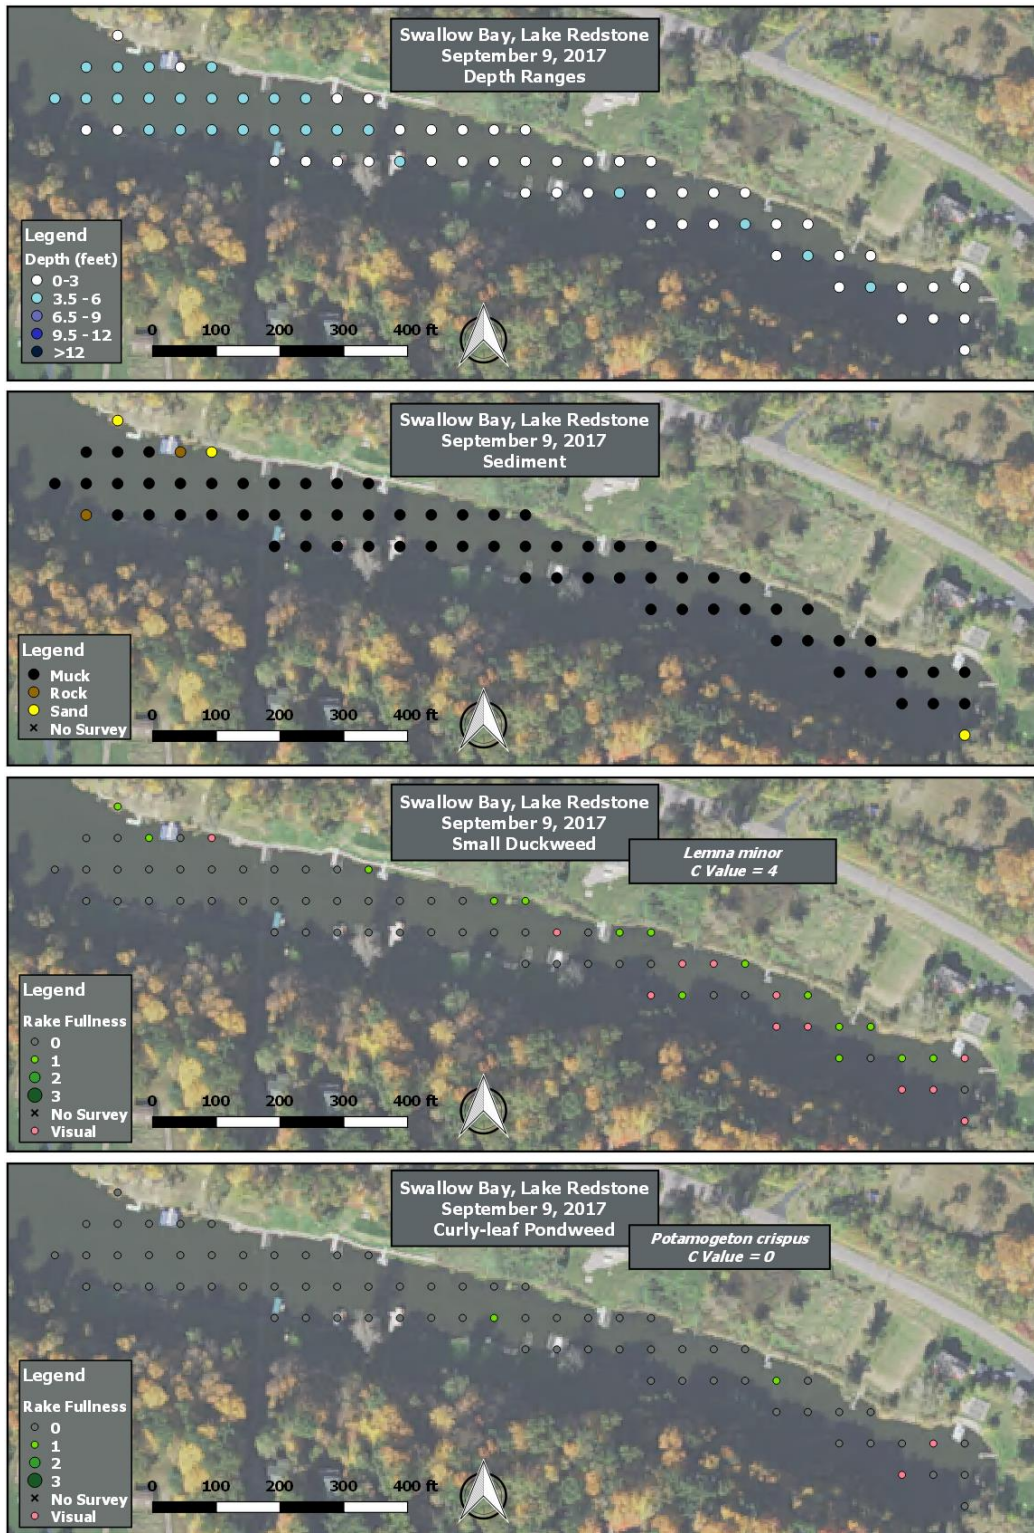 Swallow Bay, Lake Redstone
September 9, 2017
Depth Ranges
Legend
Depth (feet)
0-3
3.5 - 6
6.5 - 9
9.5 - 12
>12
0 100 200 300 400 ft
Swallow Bay, Lake Redstone
September 9, 2017
Sediment
Legend
Muck
Rock
Sand
No Survey
0 100 200 300 400 ft
Swallow Bay, Lake Redstone
September 9, 2017
Small Duckweed
Lemna minor
C Value = 4
Legend
Rake Fullness
0
1
2
3
No Survey
Visual
0 100 200 300 400 ft
Swallow Bay, Lake Redstone
September 9, 2017
Curly-leaf Pondweed
Potamogeton crispus
C Value = 0
Legend
Rake Fullness
0
1
2
3
No Survey
Visual
0 100 200 300 400 ft